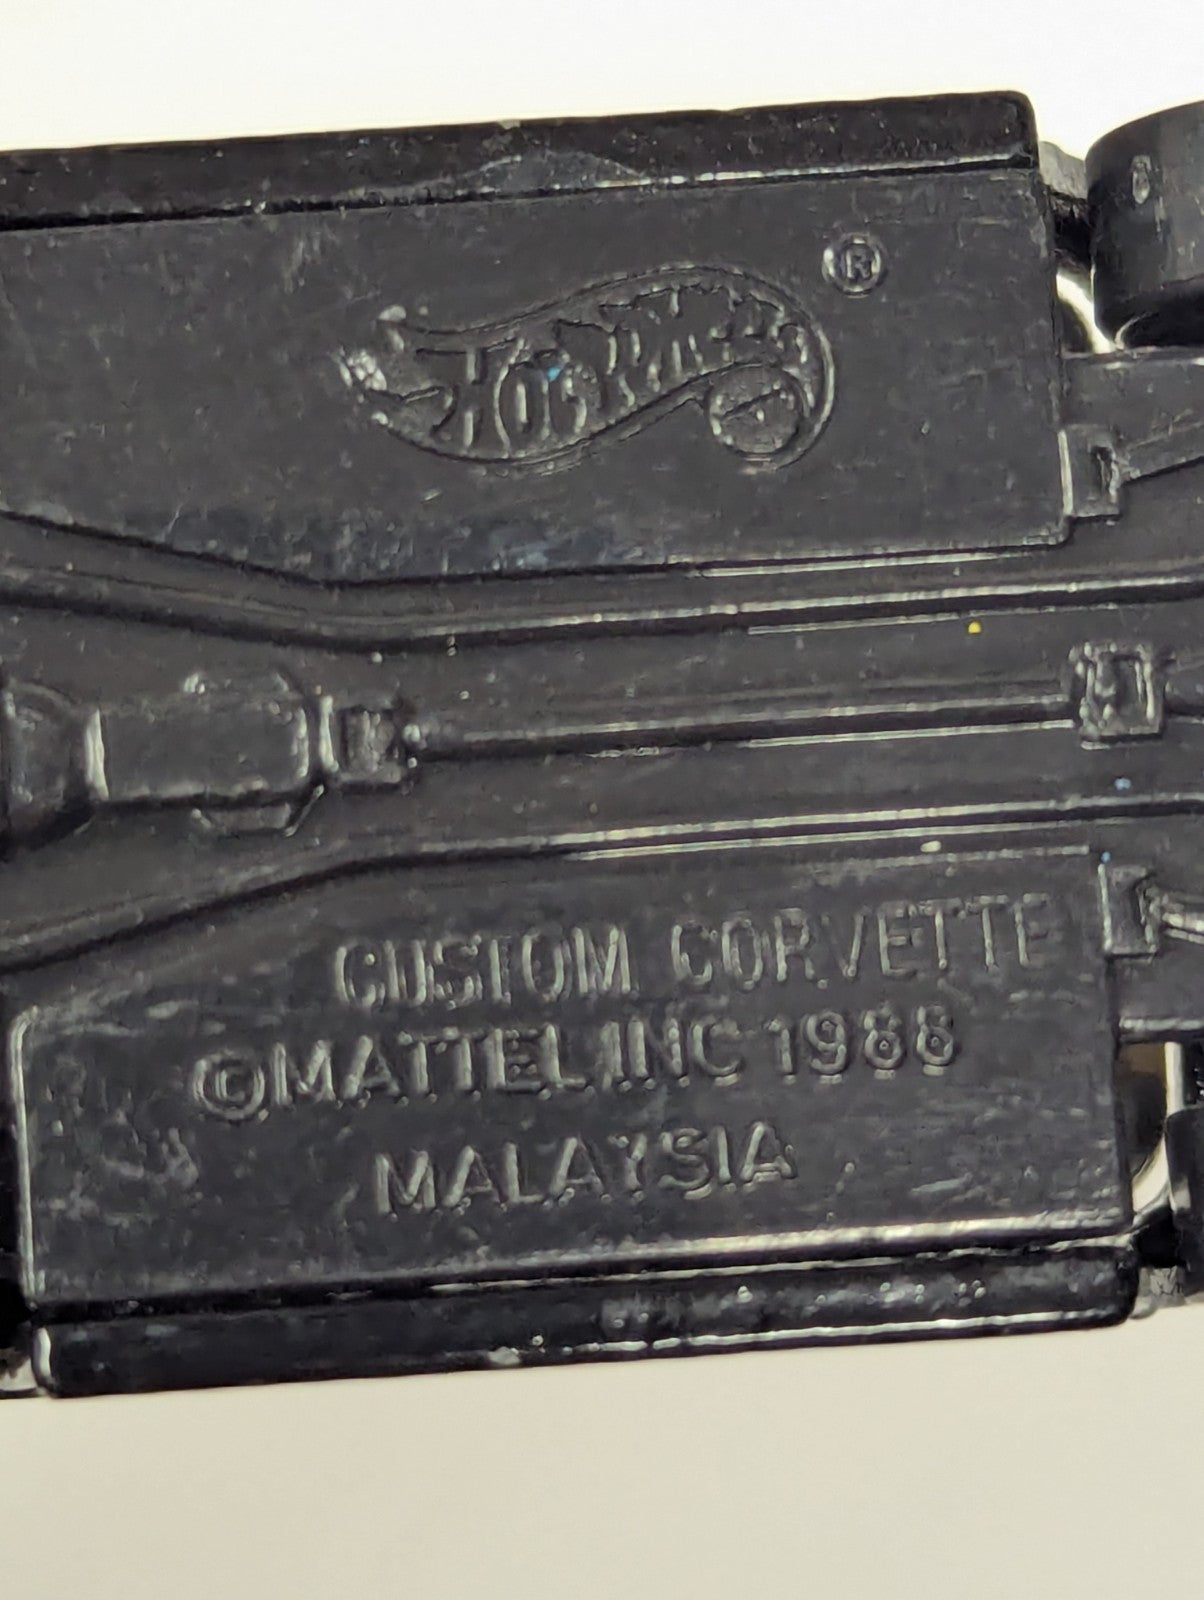 HOT WHEELS ®
CUSTOM CORVETTE
©MATTEL INC 1988
MALAYSIA